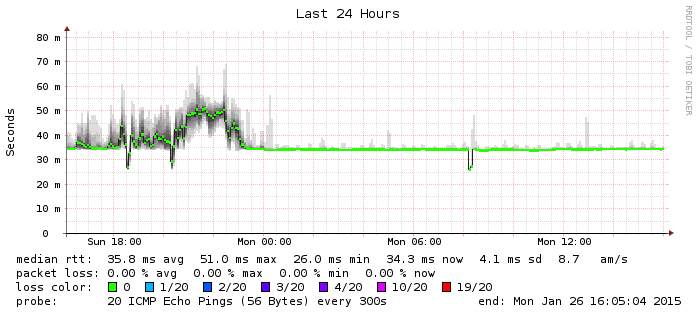 Last 24 Hours
RRDTOOL / TOBI OETIKER
Seconds
80 m
70 m
60 m
50 m
40 m
30 m
20 m
10 m
0
Sun 18:00 Mon 00:00 Mon 06:00 Mon 12:00
median rtt: 35.8 ms avg 51.0 ms max 26.0 ms min 34.3 ms now 4.1 ms sd 8.7 am/s
packet loss: 0.00 % avg 0.00 % max 0.00 % min 0.00 % now
loss color: 0 1/20 2/20 3/20 4/20 10/20 19/20
probe: 20 ICMP Echo Pings (56 Bytes) every 300s end: Mon Jan 26 16:05:04 2015